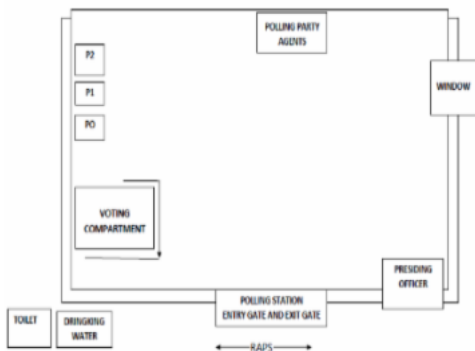 POLLING PARTY
AGENTS
P2
WINDOW
P1
PO
VOTING
COMPARTMENT
PRESIDING
OFFICER
POLLING STATION
ENTRY GATE AND EXIT GATE
TOILET
DRINGKING
WATER
RAPS